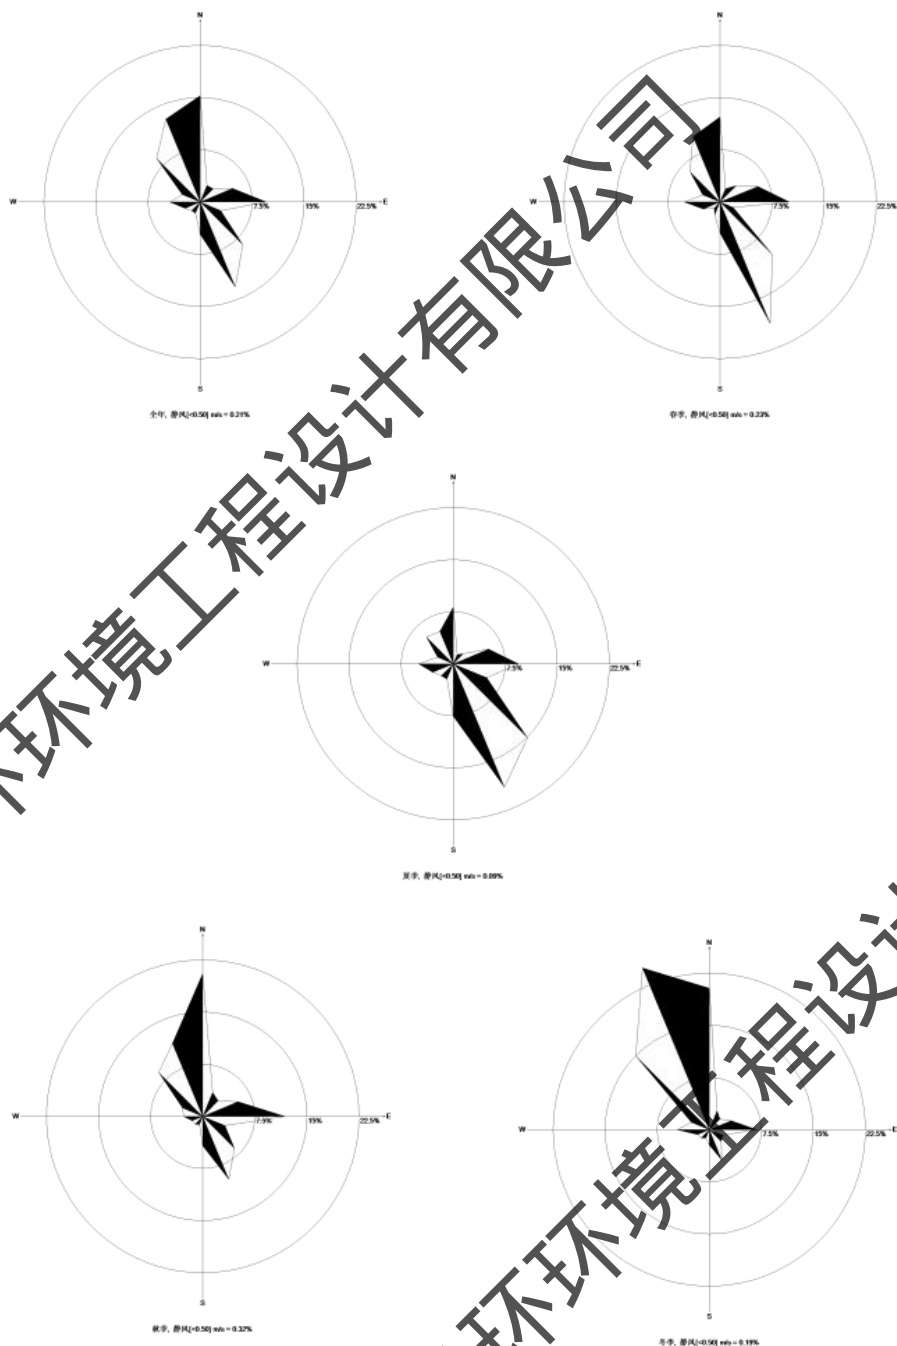 N
N
W
7.5%
15%
22.5%
E
7.5%
15%
22.5%
E
S
S
全年, 静风[<0.50] m/s = 0.21%
春季, 静风[<0.50] m/s = 0.23%
N
W
7.5%
15%
22.5%
E
S
夏季, 静风[<0.50] m/s = 0.09%
N
N
W
7.5%
15%
22.5%
E
W
7.5%
15%
22.5%
E
S
S
秋季, 静风[<0.50] m/s = 0.32%
冬季, 静风[<0.50] m/s = 0.19%
环环境工程设计有限公司
环环境工程设计